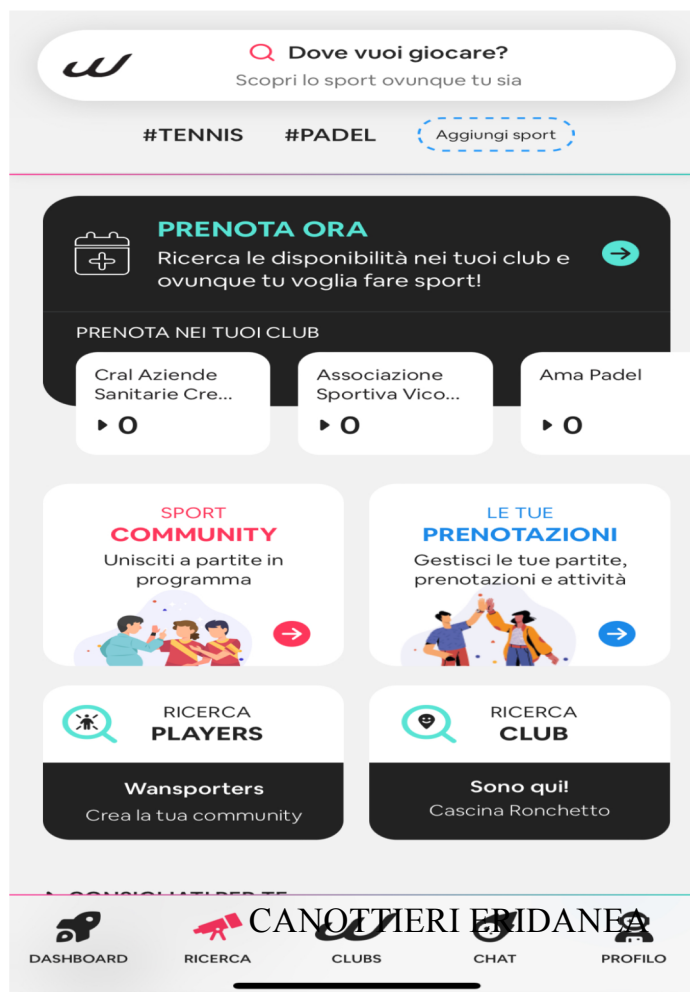 Dove vuoi giocare?
Scopri lo sport ovunque tu sia
#TENNIS #PADEL Aggiungi sport
PRENOTA ORA
Ricerca le disponibilità nei tuoi club e
ovunque tu voglia fare sport!
PRENOTA NEI TUOI CLUB
Cral Aziende
Sanitarie Cre...
0
Associazione
Sportiva Vico...
0
Ama Padel
0
SPORT
COMMUNITY
Unisciti a partite in
programma
LE TUE
PRENOTAZIONI
Gestisci le tue partite,
prenotazioni e attività
RICERCA
PLAYERS
Wansporters
Crea la tua community
RICERCA
CLUB
Sono qui!
Cascina Ronchetto
CONSIGLIATI PER TE
CANOTTIERI ERIDANEA
DASHBOARD RICERCA CLUBS CHAT PROFILO